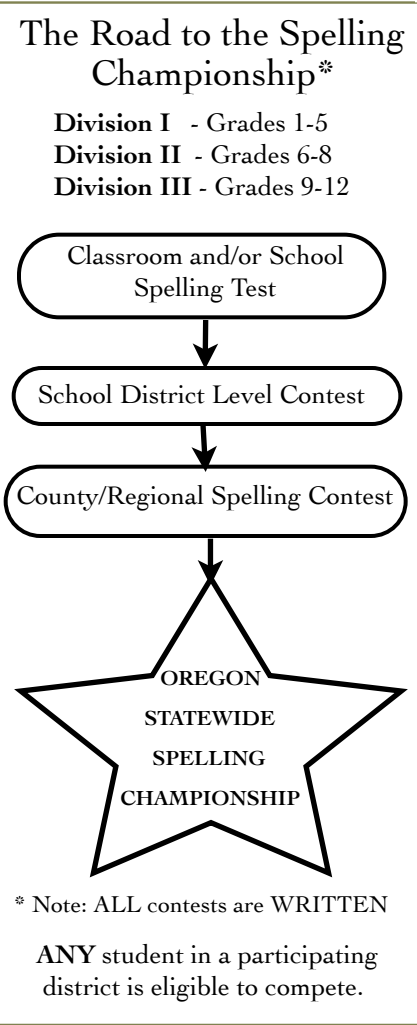 The Road to the Spelling
Championship*
Division I - Grades 1-5
Division II - Grades 6-8
Division III - Grades 9-12
Classroom and/or School
Spelling Test
School District Level Contest
County/Regional Spelling Contest
OREGON
STATEWIDE
SPELLING
CHAMPIONSHIP
* Note: ALL contests are WRITTEN
ANY student in a participating
district is eligible to compete.